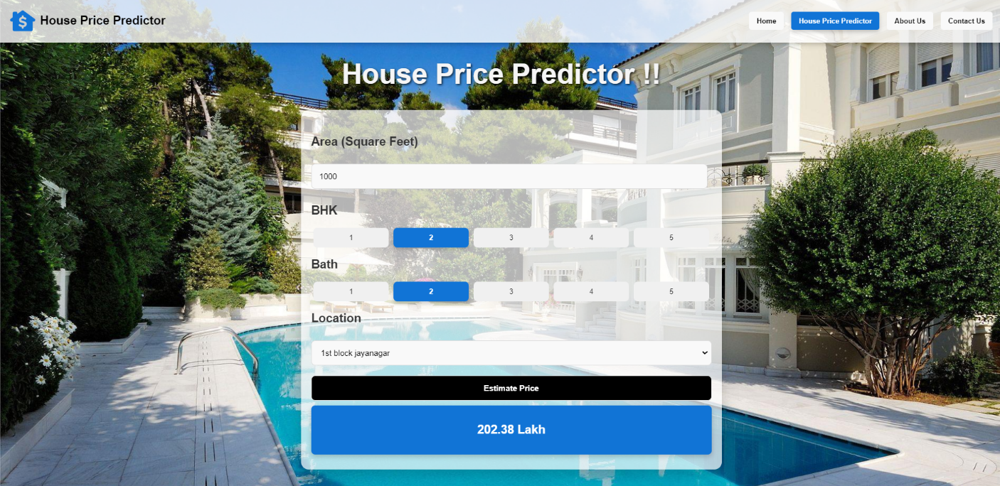 House Price Predictor
Home House Price Predictor About Us Contact Us
House Price Predictor !!
Area (Square Feet)
1000
BHK
1 2 3 4 5
Bath
1 2 3 4 5
Location
1st block jayanagar
Estimate Price
202.38 Lakh